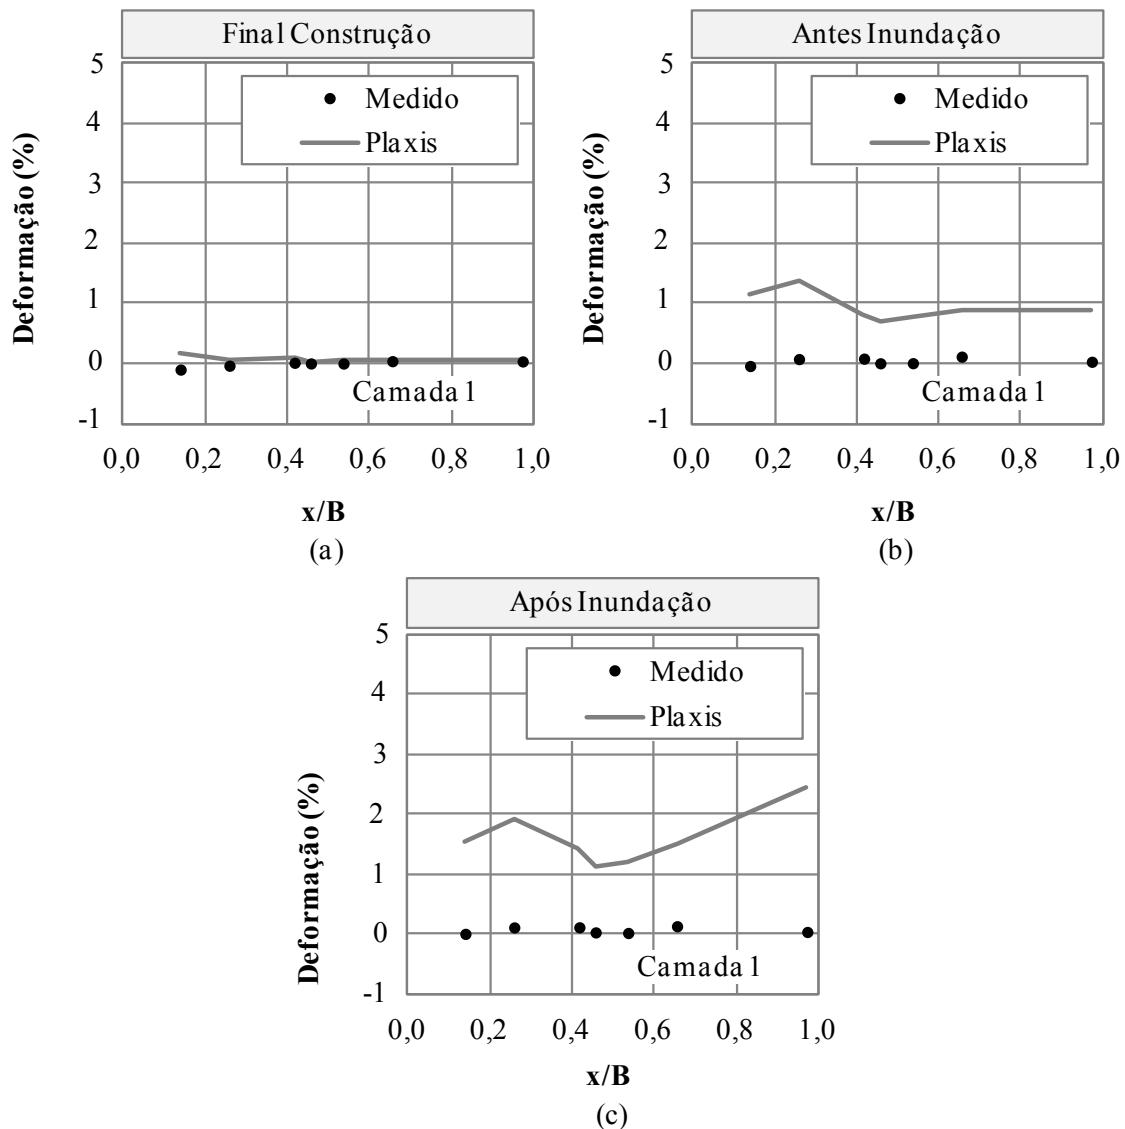 Final Construção
Medido
Plaxis
Deformação (%)
5
4
3
2
1
0
-1
Camada 1
0,0 0,2 0,4 0,6 0,8 1,0
x/B
(a)
Antes Inundação
Medido
Plaxis
Deformação (%)
5
4
3
2
1
0
-1
Camada 1
0,0 0,2 0,4 0,6 0,8 1,0
x/B
(b)
Após Inundação
Medido
Plaxis
Deformação (%)
5
4
3
2
1
0
-1
Camada 1
0,0 0,2 0,4 0,6 0,8 1,0
x/B
(c)